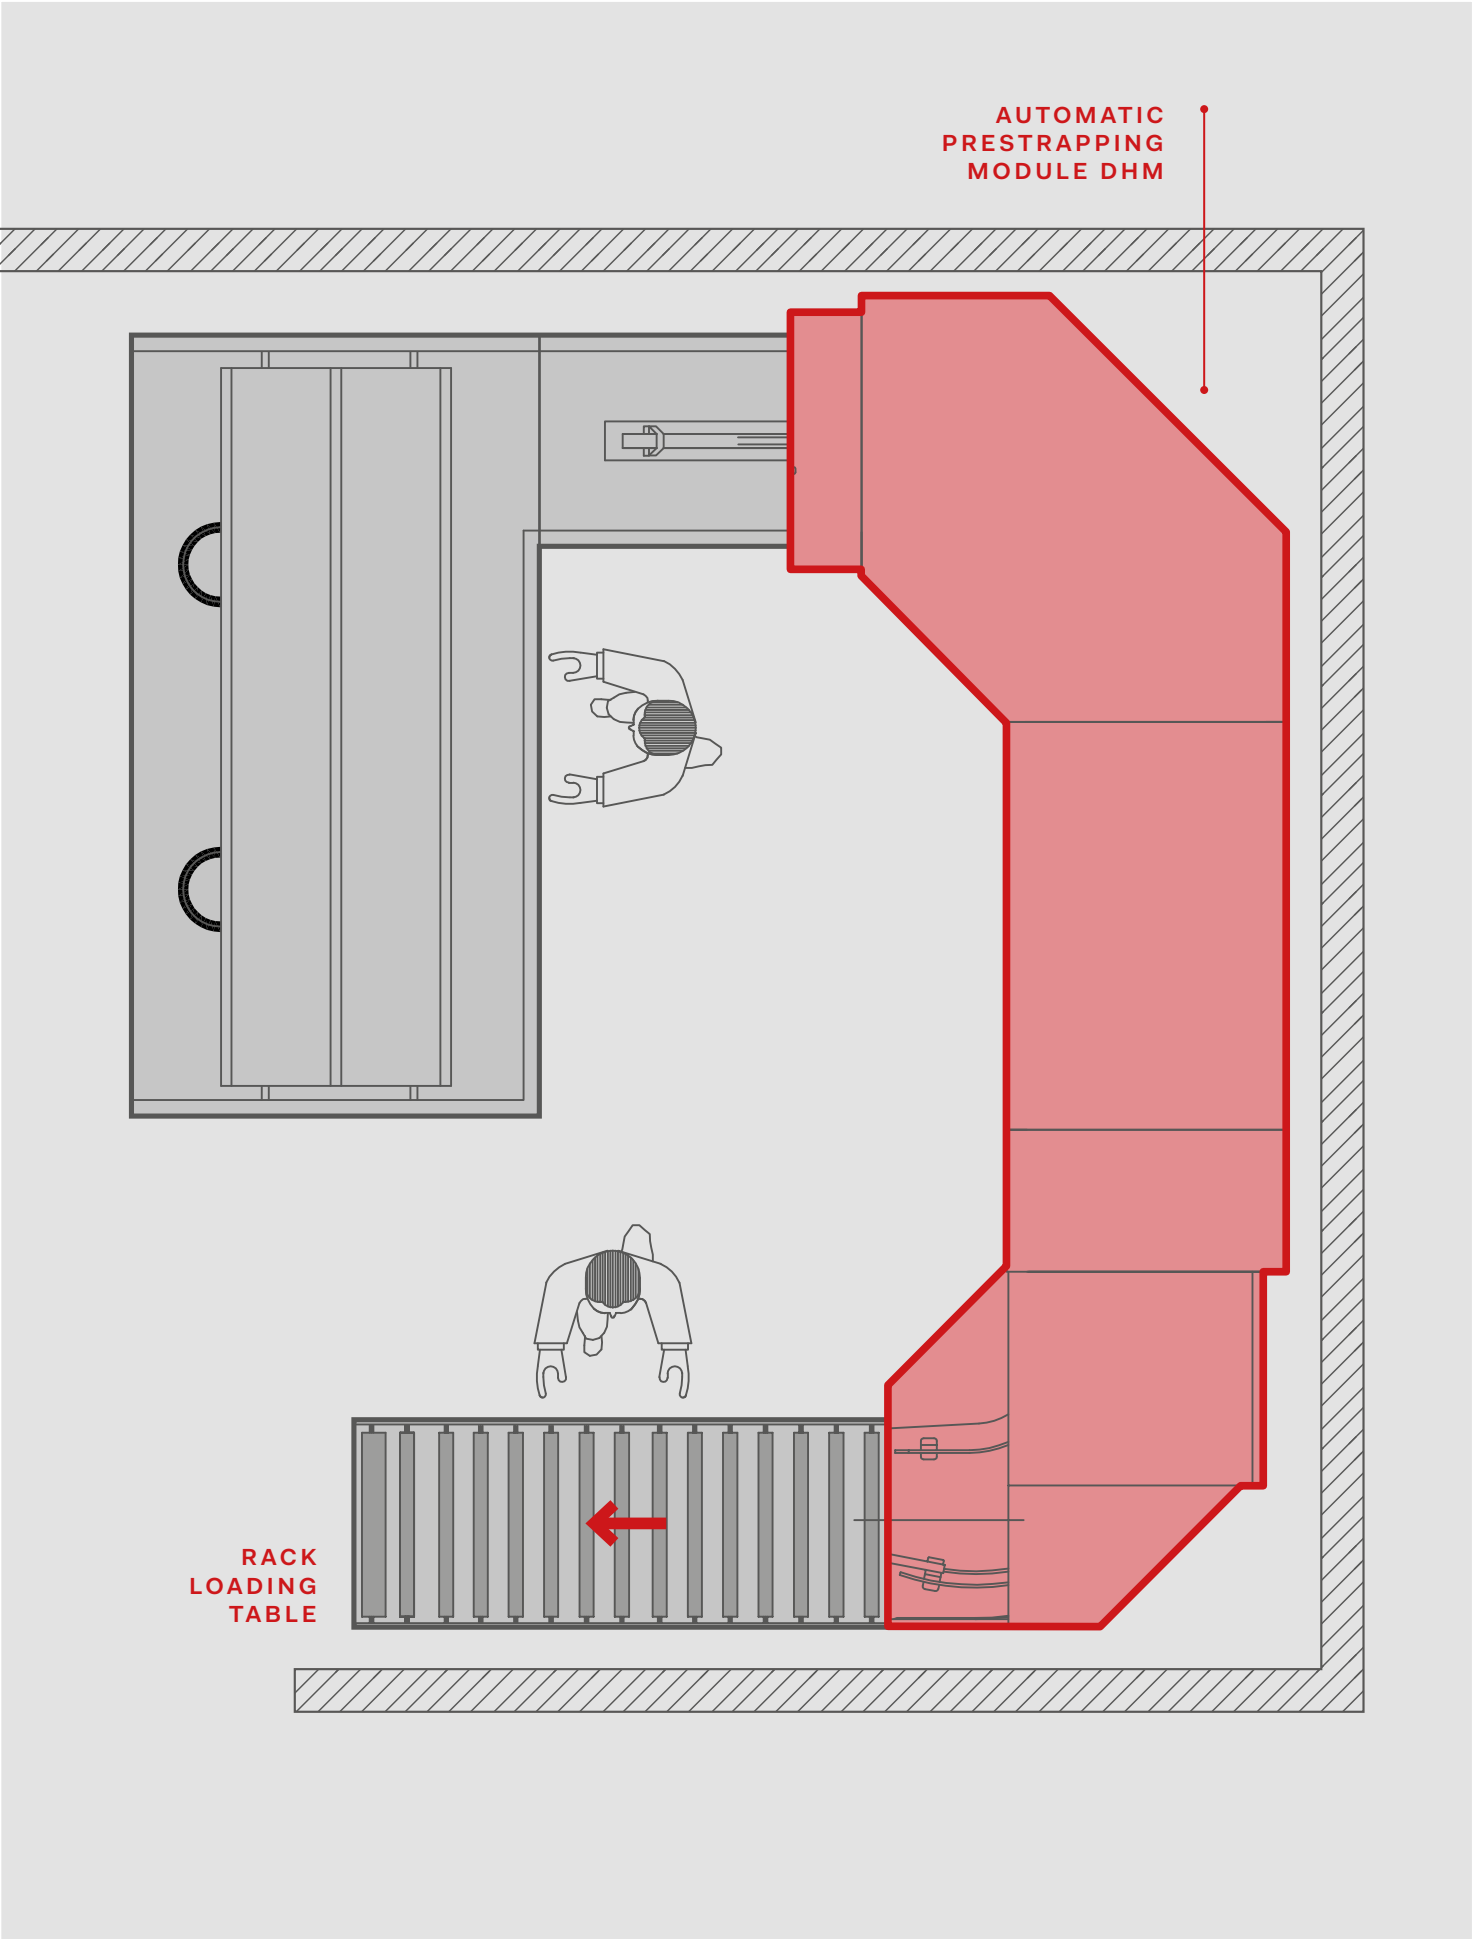 AUTOMATIC
PRESTRAPPING
MODULE DHM
RACK
LOADING
TABLE